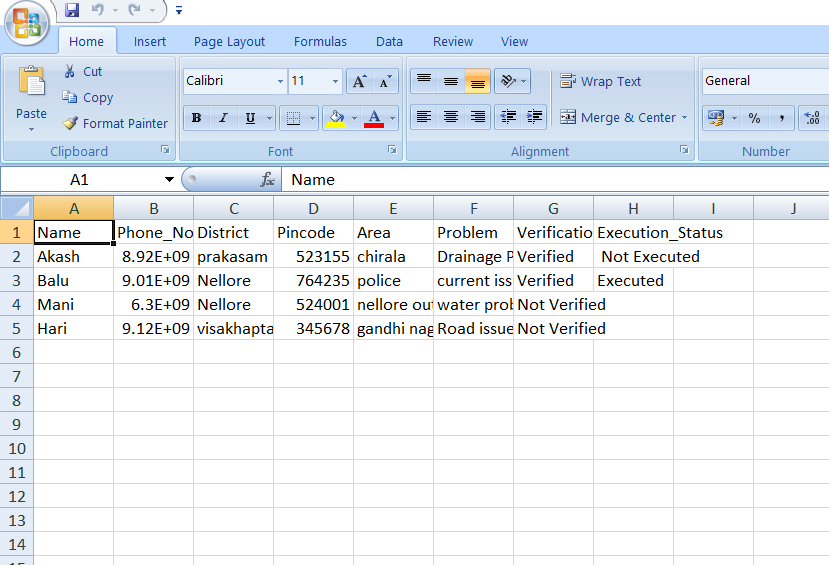 Home Insert Page Layout Formulas Data Review View
Cut
Calibri 11 A A Wrap Text General
Copy
Paste
Format Painter B I U A Merge & Center % , .00
Clipboard Font Alignment Number
A1 fx Name
A B C D E F G H I J
1 Name Phone_No District Pincode Area Problem Verificatio Execution_Status
2 Akash 8.92E+09 prakasam 523155 chirala Drainage P Verified Not Executed
3 Balu 9.01E+09 Nellore 764235 police current iss Verified Executed
4 Mani 6.3E+09 Nellore 524001 nellore out water prob Not Verified
5 Hari 9.12E+09 visakhapta 345678 gandhi nag Road issue Not Verified
6
7
8
9
10
11
12
13
14